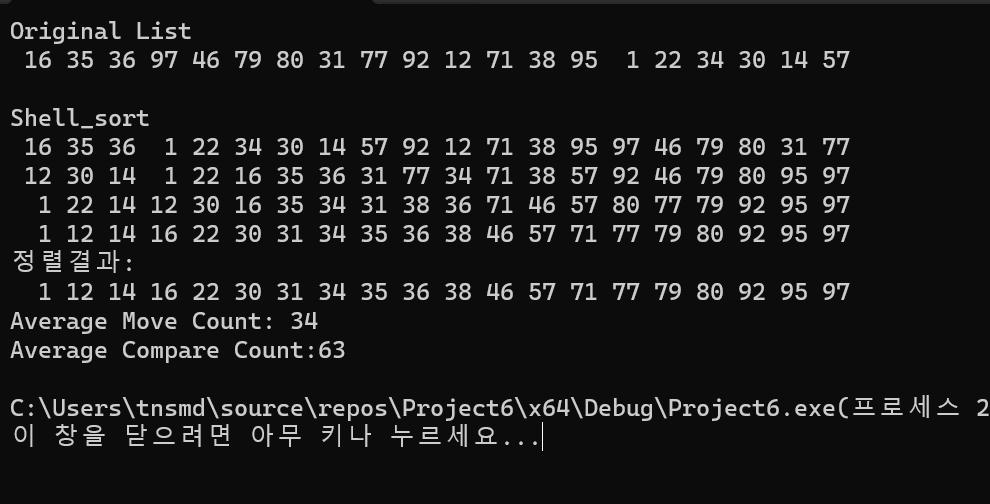 Original List
16 35 36 97 46 79 80 31 77 92 12 71 38 95 1 22 34 30 14 57
Shell_sort
16 35 36 1 22 34 30 14 57 92 12 71 38 95 97 46 79 80 31 77
12 30 14 1 22 16 35 36 31 77 34 71 38 57 92 46 79 80 95 97
1 22 14 12 30 16 35 34 31 38 36 71 46 57 80 77 79 92 95 97
1 12 14 16 22 30 31 34 35 36 38 46 57 71 77 79 80 92 95 97
정렬결과:
1 12 14 16 22 30 31 34 35 36 38 46 57 71 77 79 80 92 95 97
Average Move Count: 34
Average Compare Count:63
C:\Users\tnsmd\source\repos\Project6\x64\Debug\Project6.exe(프로세스 2
이 창을 닫으려면 아무 키나 누르세요...